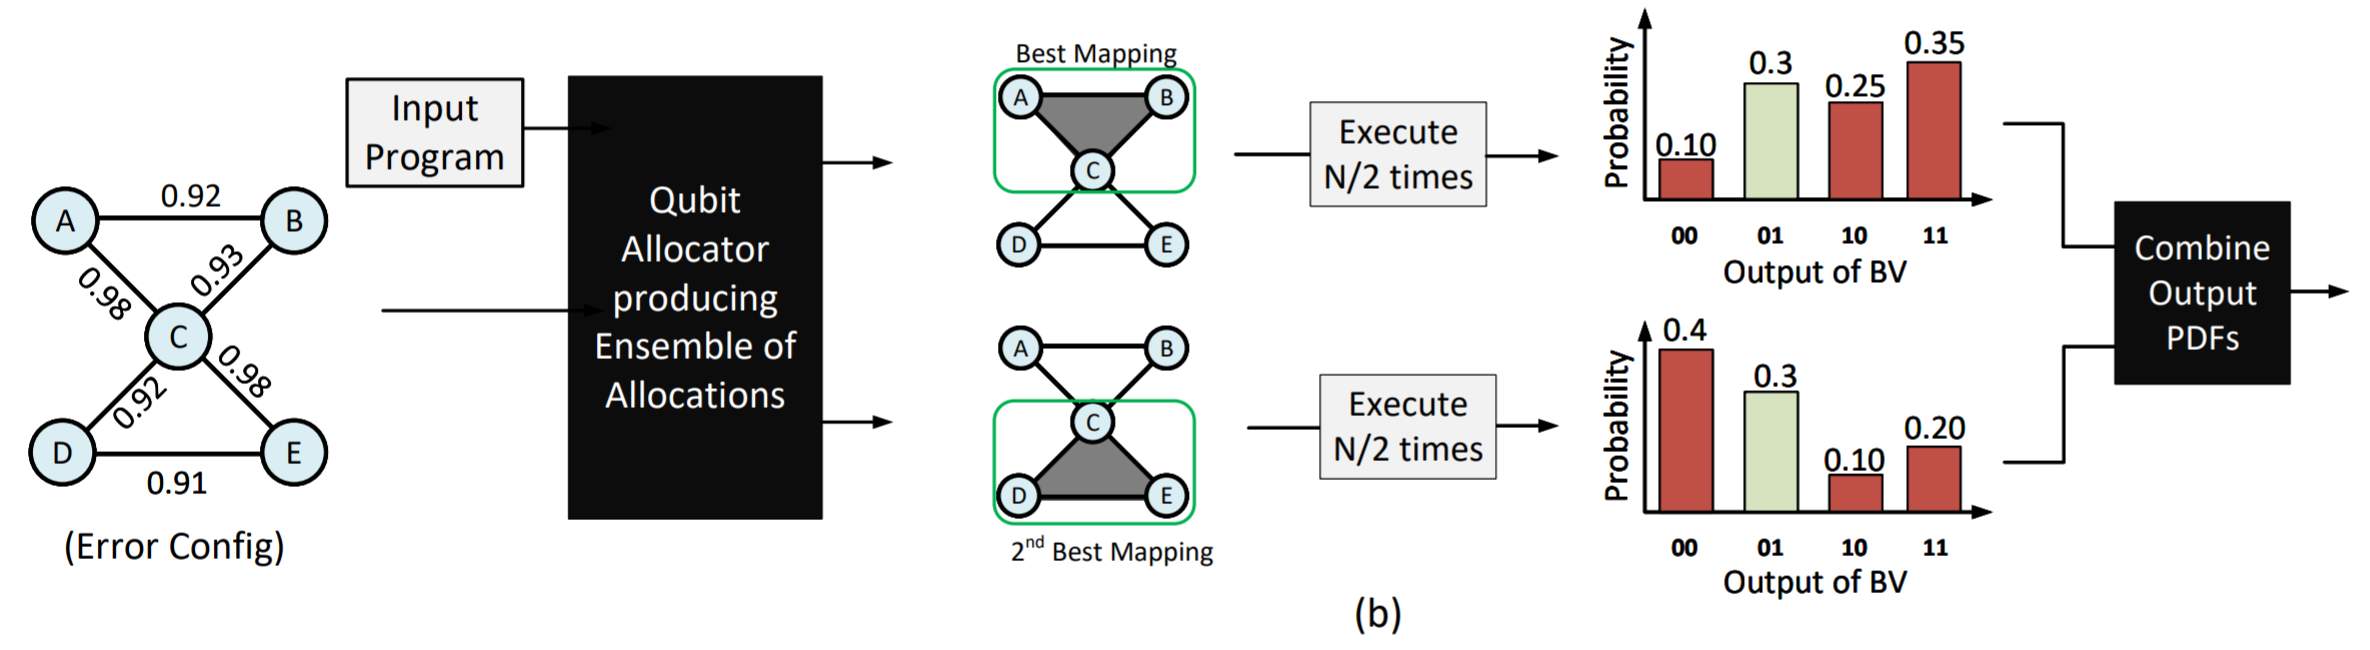 A
0.92
B
0.98
0.93
C
0.92
0.98
D
0.91
E
(Error Config)
Input
Program
Qubit
Allocator
producing
Ensemble of
Allocations
Best Mapping
A
B
C
D
E
A
B
C
D
E
2nd Best Mapping
Execute
N/2 times
Execute
N/2 times
(b)
Probability
0.10
0.3
0.25
0.35
00 01 10 11
Output of BV
Probability
0.4
0.3
0.10
0.20
00 01 10 11
Output of BV
Combine
Output
PDFs